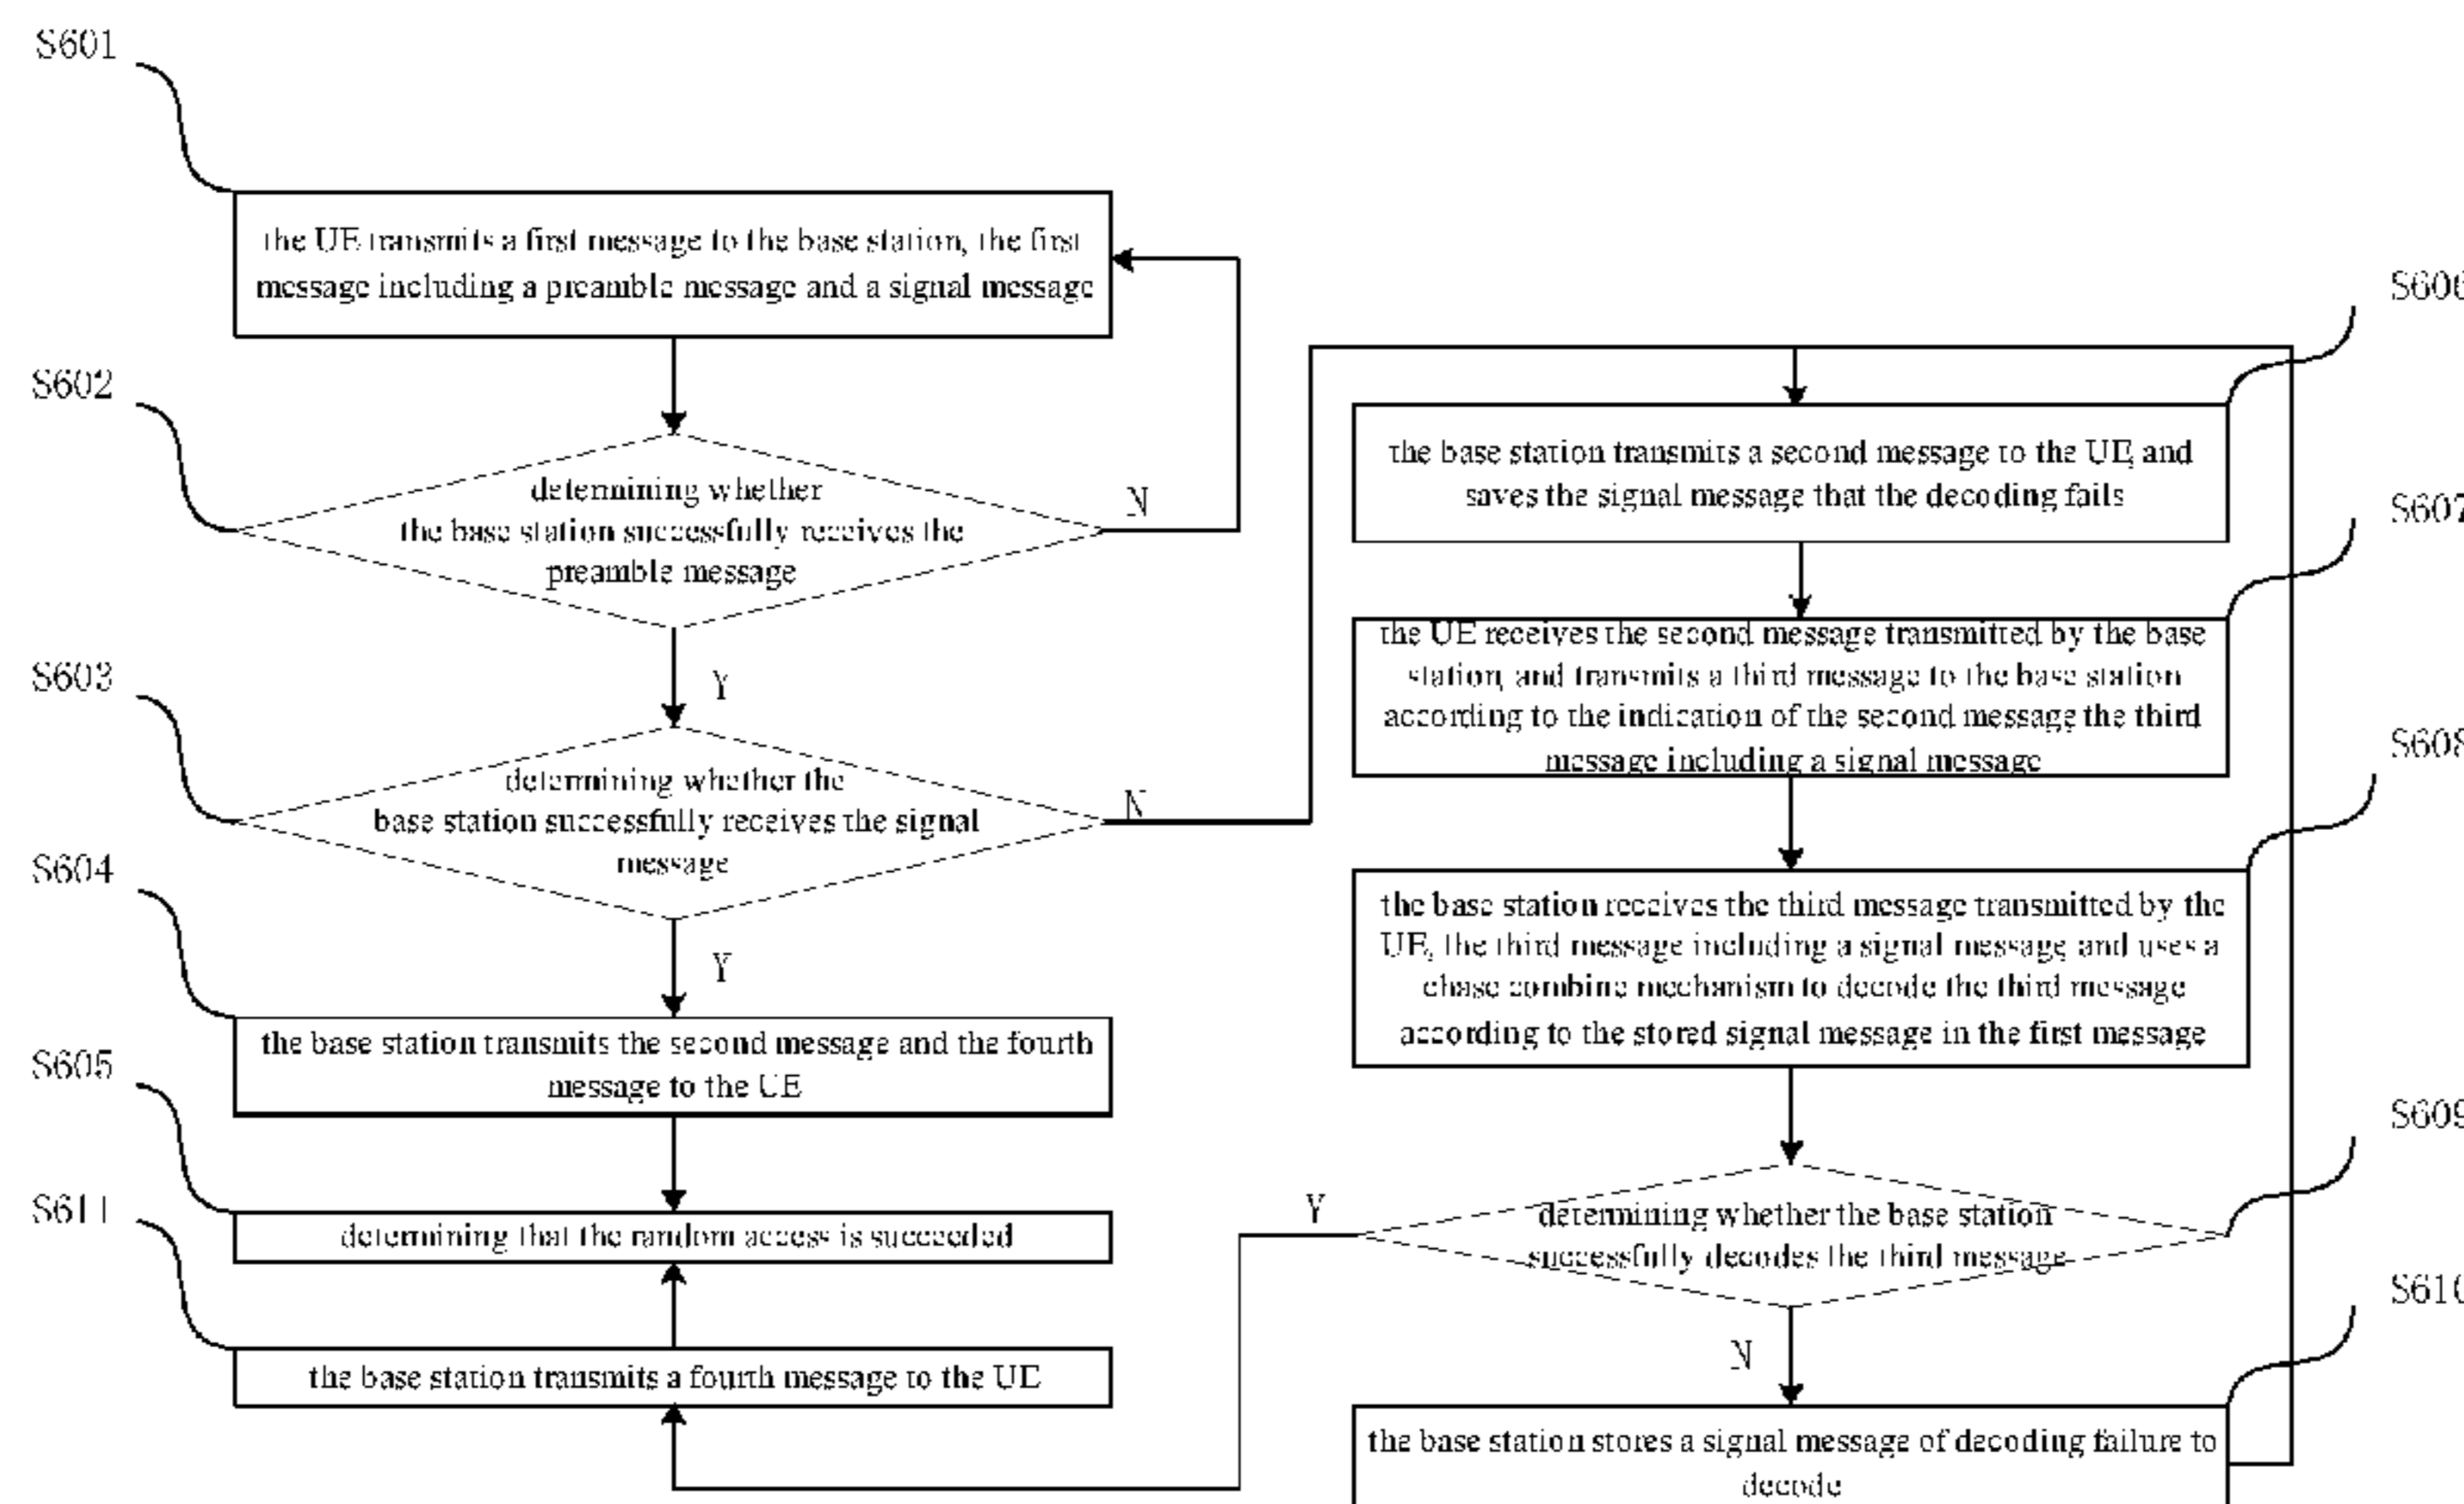 S601
the UE transmits a first message to the base station, the first
message including a preamble message and a signal message
S602
determining whether
the base station successfully receives the
preamble message
N
Y
S603
determining whether the
base station successfully receives the signal
message
N
Y
S604
the base station transmits the second message and the fourth
message to the UE
S605
determining that the random access is succeeded
S611
the base station transmits a fourth message to the UE
S606
the base station transmits a second message to the UE, and
saves the signal message that the decoding fails
S607
the UE receives the second message transmitted by the base
station, and transmits a third message to the base station
according to the indication of the second message the third
message including a signal message
S608
the base station receives the third message transmitted by the
UE, the third message including a signal message, and uses a
chase combine mechanism to decode the third message
according to the stored signal message in the first message
S609
determining whether the base station
successfully decodes the third message
Y
N
S610
the base station stores a signal message of decoding failure to
decode